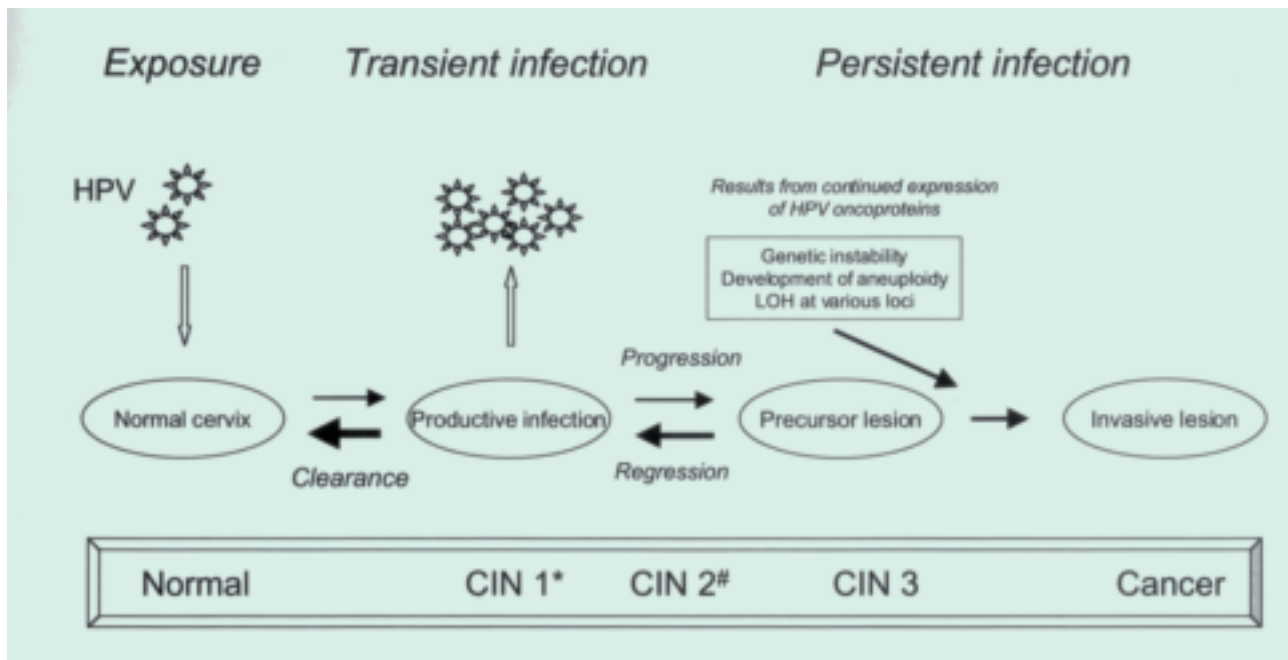 Exposure
Transient infection
Persistent infection
HPV
Results from continued expression
of HPV oncoproteins
Genetic instability
Development of aneuploidy
LOH at various loci
Progression
Normal cervix
Productive infection
Precursor lesion
Invasive lesion
Clearance
Regression
Normal
CIN 1*
CIN 2#
CIN 3
Cancer